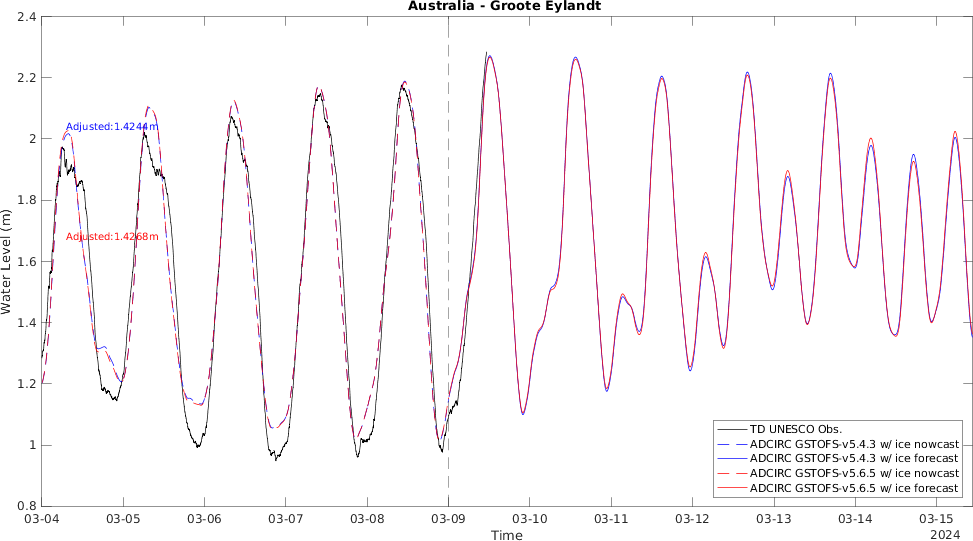 Australia - Groote Eylandt
2.4
2.2
2
1.8
1.6
1.4
1.2
1
0.8
Water Level (m)
Adjusted:1.4244m
Adjusted:1.4268m
TD UNESCO Obs.
ADCIRC GSTOFS-v5.4.3 w/ ice nowcast
ADCIRC GSTOFS-v5.4.3 w/ ice forecast
ADCIRC GSTOFS-v5.6.5 w/ ice nowcast
ADCIRC GSTOFS-v5.6.5 w/ ice forecast
03-04 03-05 03-06 03-07 03-08 03-09 03-10 03-11 03-12 03-13 03-14 03-15
Time
2024